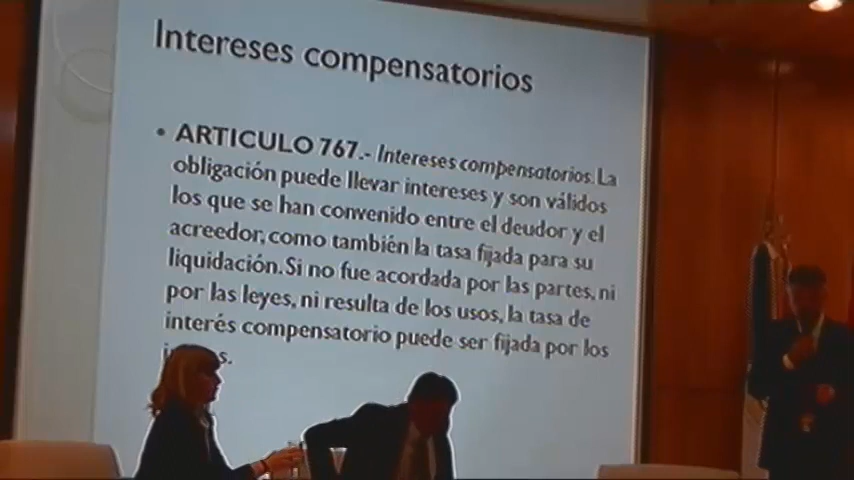 Intereses compensatorios
• ARTICULO 767.- Intereses compensatorios. La
obligación puede llevar intereses y son válidos
los que se han convenido entre el deudor y el
acreedor, como también la tasa fijada para su
liquidación. Si no fue acordada por las partes, ni
por las leyes, ni resulta de los usos, la tasa de
interés compensatorio puede ser fijada por los